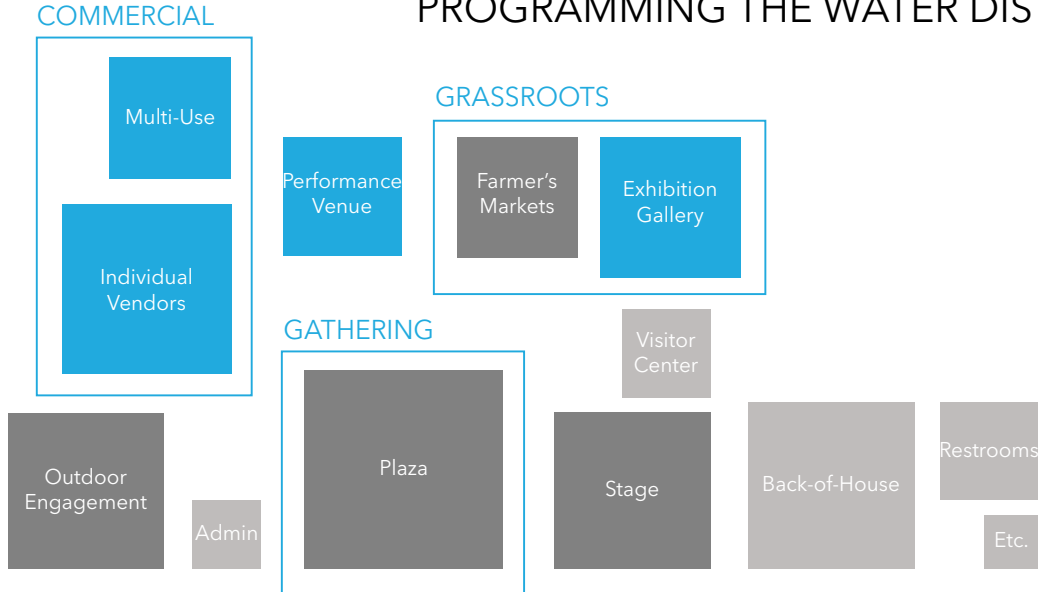 PROGRAMMING THE WATER DIS
COMMERCIAL
Multi-Use
Individual
Vendors
Performance
Venue
GRASSROOTS
Farmer's
Markets
Exhibition
Gallery
GATHERING
Plaza
Visitor
Center
Outdoor
Engagement
Admin
Stage
Back-of-House
Restrooms
Etc.